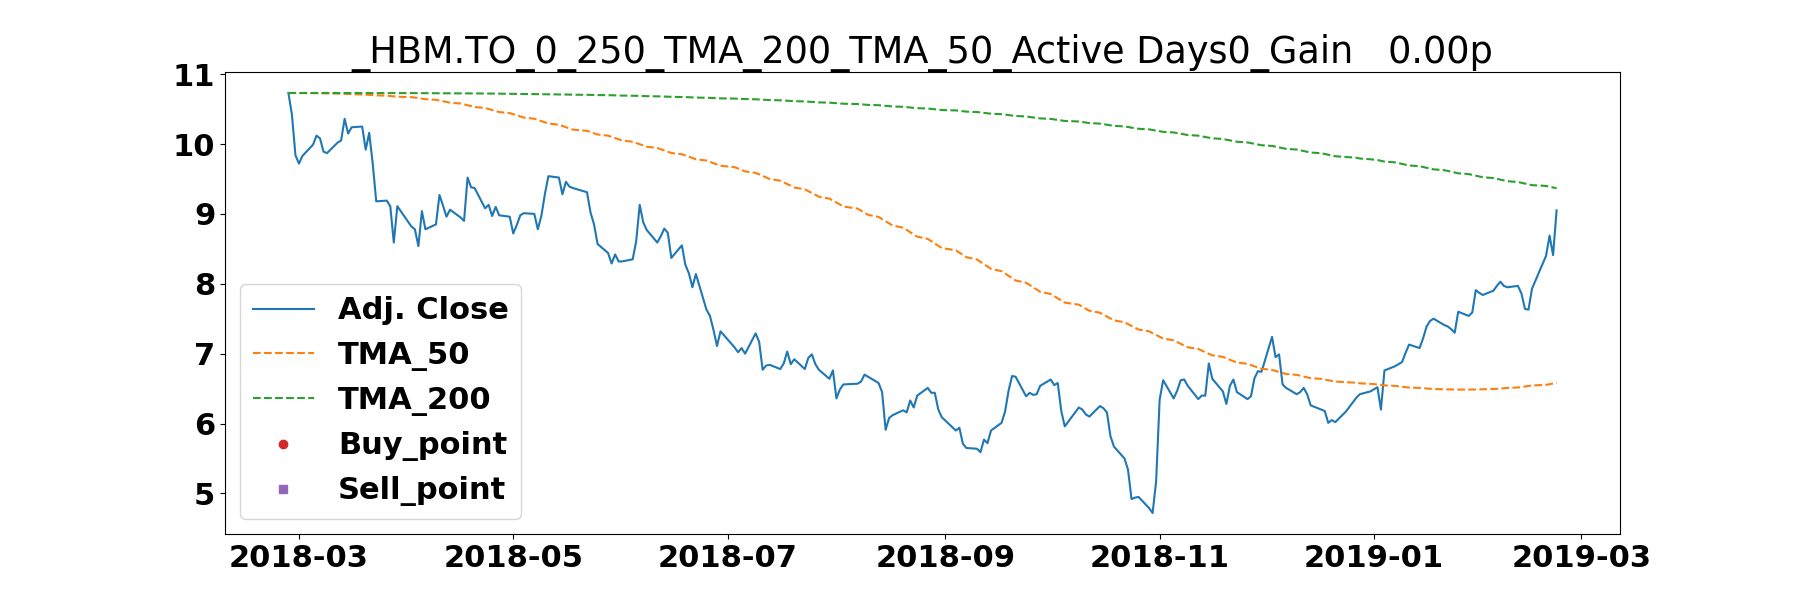 _HBM.TO_0_250_TMA_200_TMA_50_Active Days0_Gain   0.00p
11
10
9
8
7
6
5
Adj. Close
TMA_50
TMA_200
Buy_point
Sell_point
2018-03 2018-05 2018-07 2018-09 2018-11 2019-01 2019-03